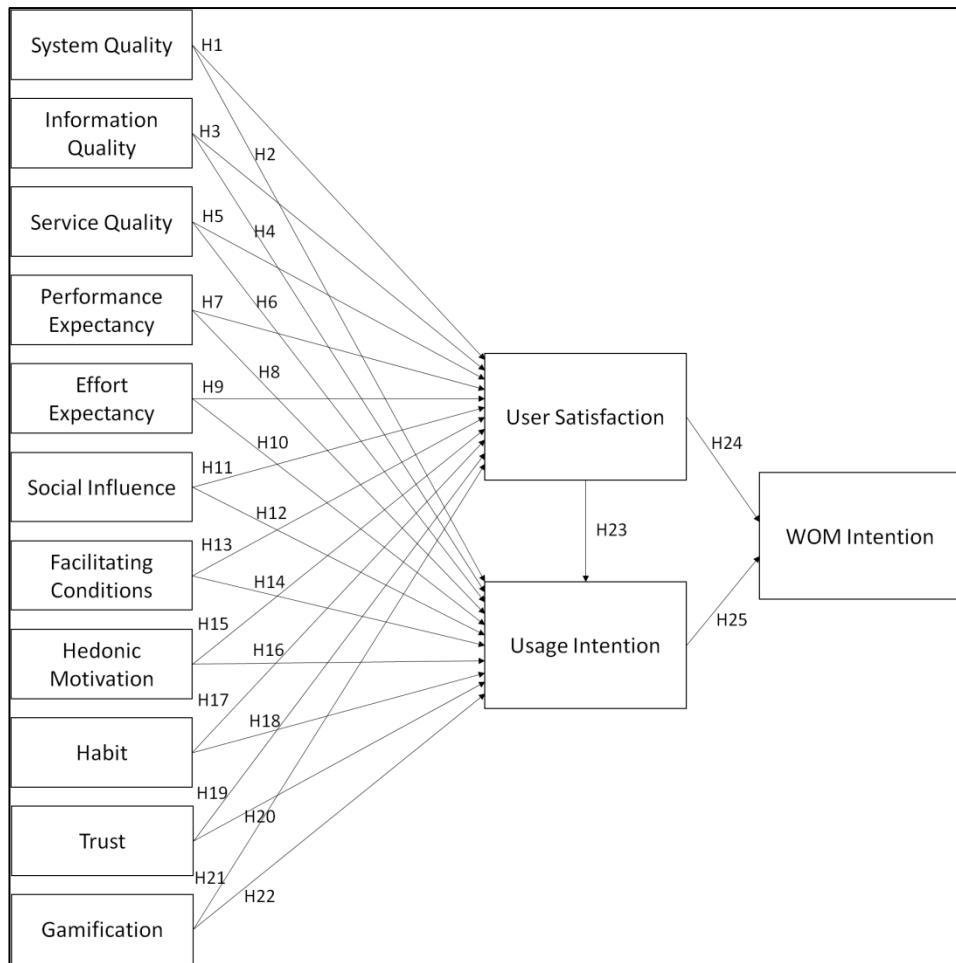 System Quality
H1
Information
Quality
H3
H2
Service Quality
H5
H4
Performance
Expectancy
H7
H6
Effort
Expectancy
H9
H8
User Satisfaction
H10
H24
Social Influence
H11
H12
H23
WOM Intention
Facilitating
Conditions
H13
H14
H25
Usage Intention
Hedonic
Motivation
H15
H16
Habit
H17
H18
Trust
H19
H20
Gamification
H21
H22